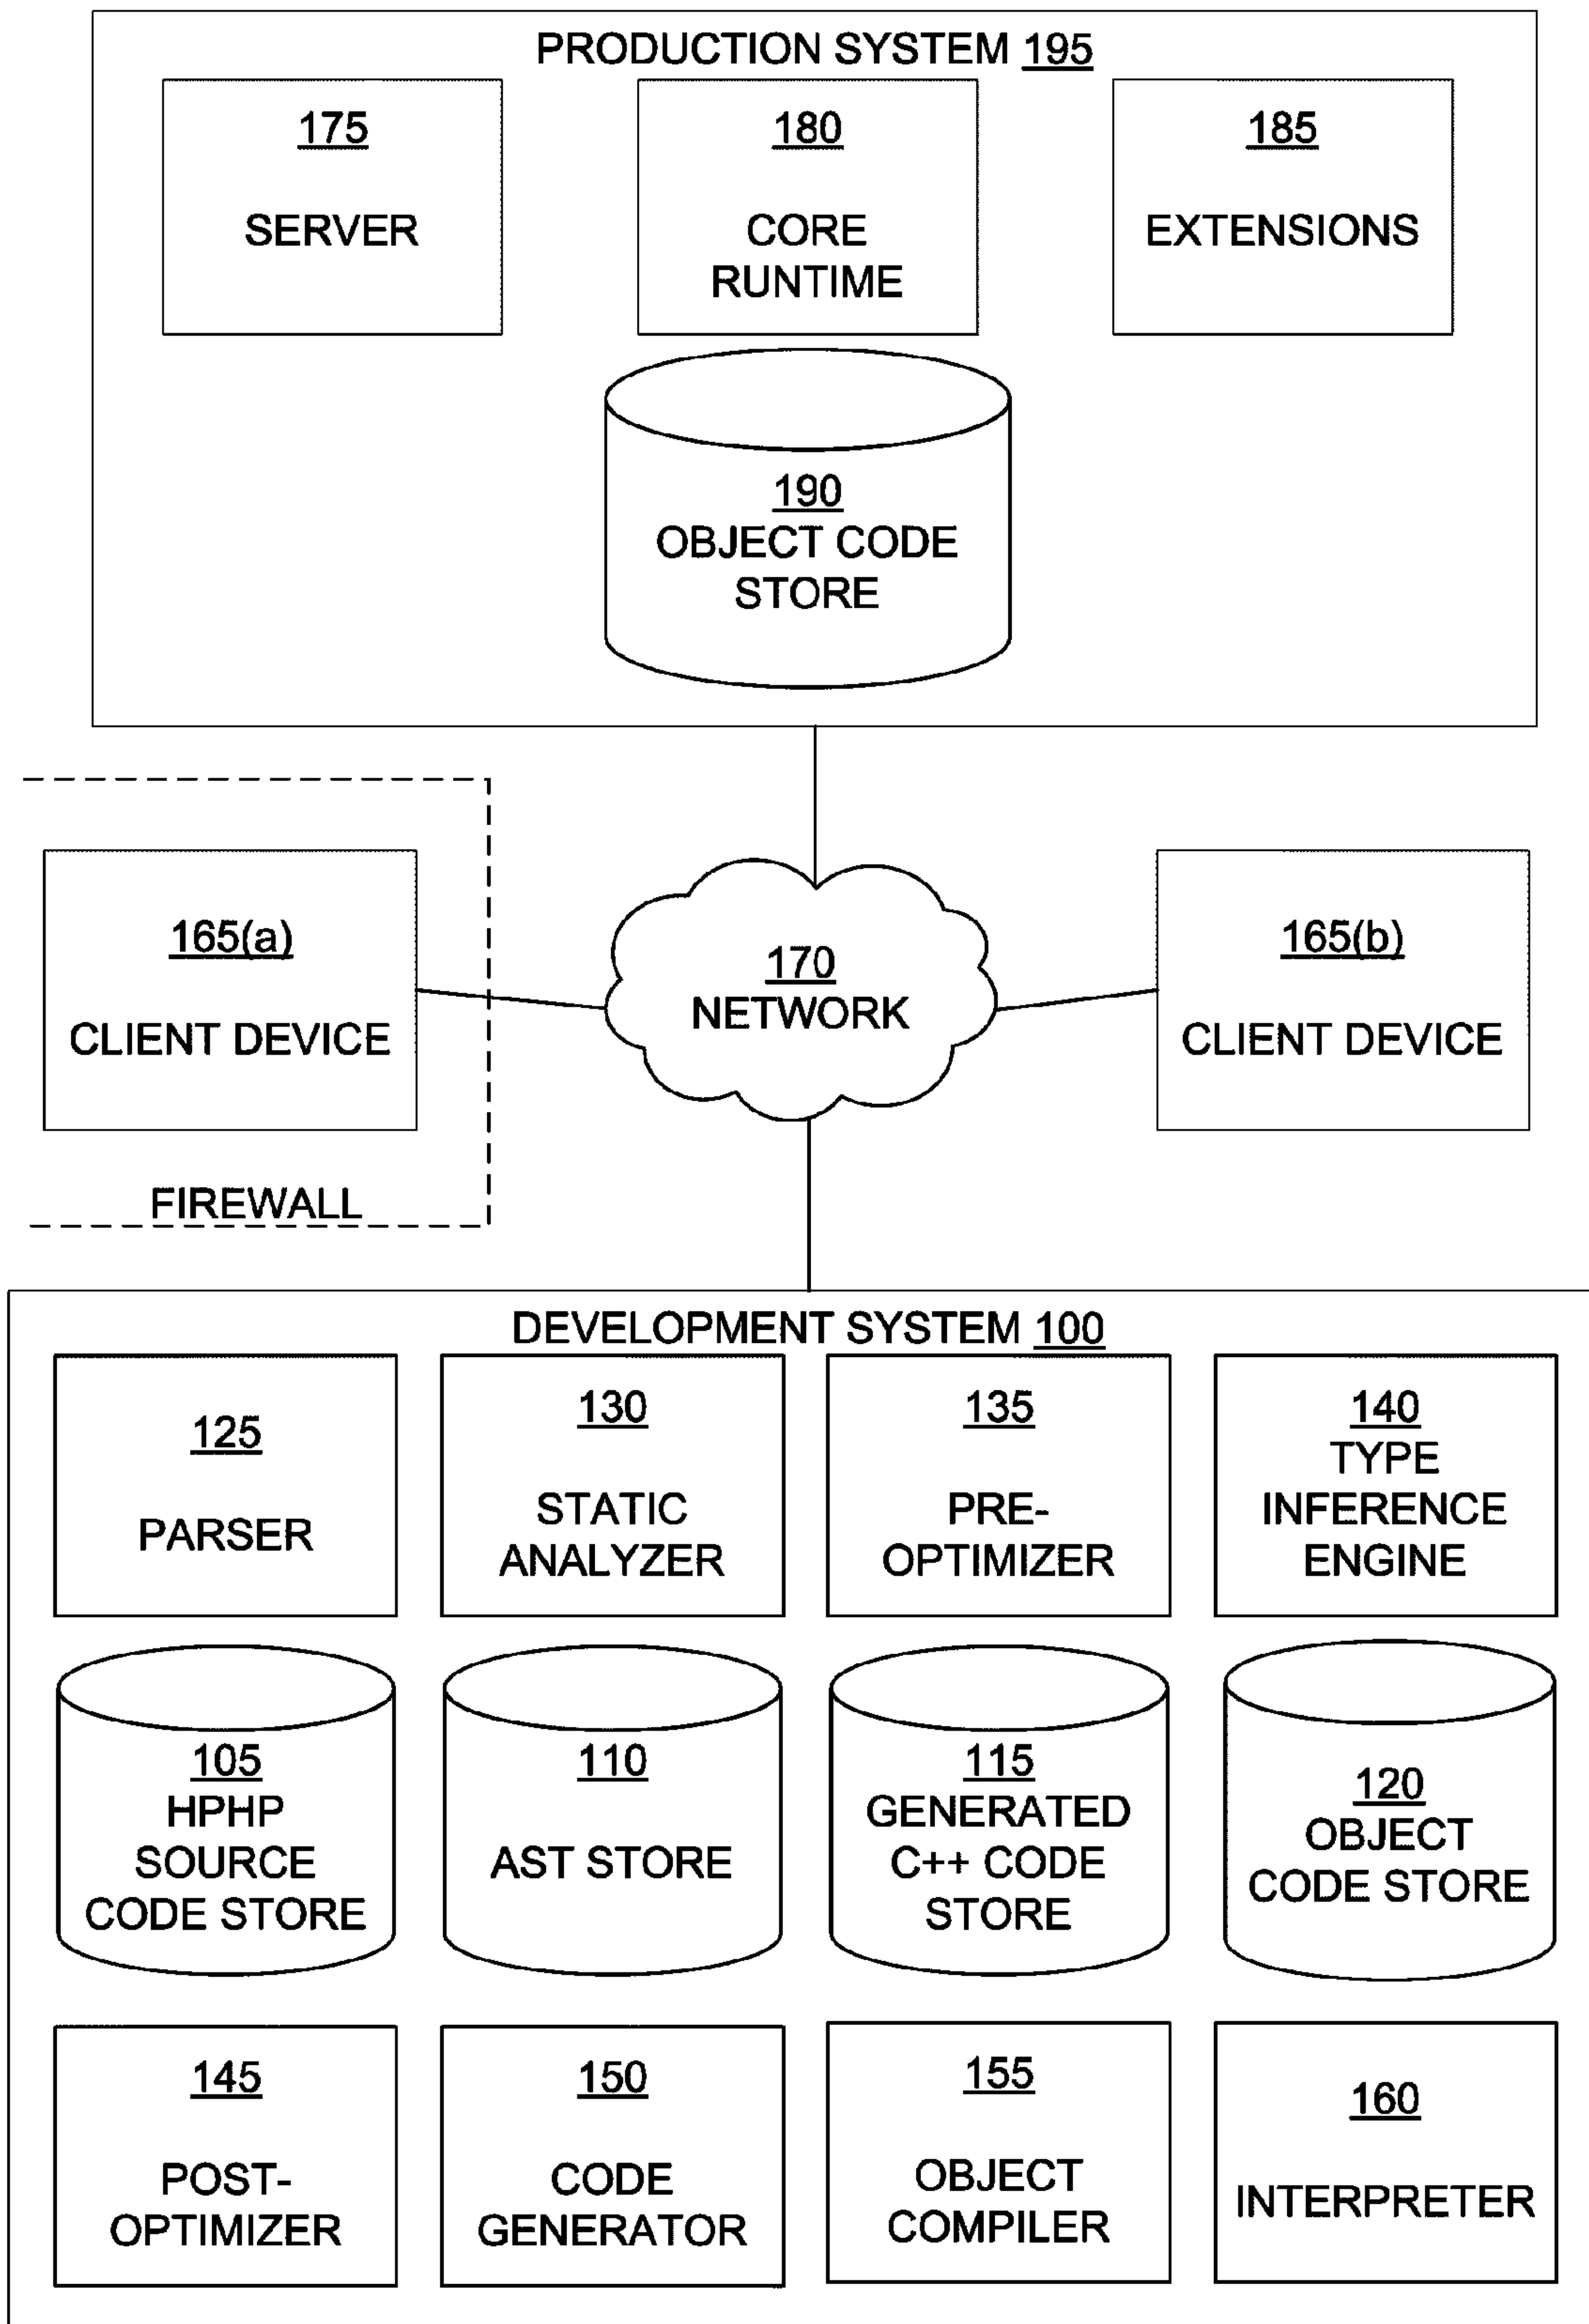 PRODUCTION SYSTEM 195
175
SERVER
180
CORE
RUNTIME
185
EXTENSIONS
190
OBJECT CODE
STORE
165(a)
CLIENT DEVICE
FIREWALL
170
NETWORK
165(b)
CLIENT DEVICE
DEVELOPMENT SYSTEM 100
125
PARSER
130
STATIC
ANALYZER
135
PRE-
OPTIMIZER
140
TYPE
INFERENCE
ENGINE
105
HPHP
SOURCE
CODE STORE
110
AST STORE
115
GENERATED
C++ CODE
STORE
120
OBJECT
CODE STORE
145
POST-
OPTIMIZER
150
CODE
GENERATOR
155
OBJECT
COMPILER
160
INTERPRETER